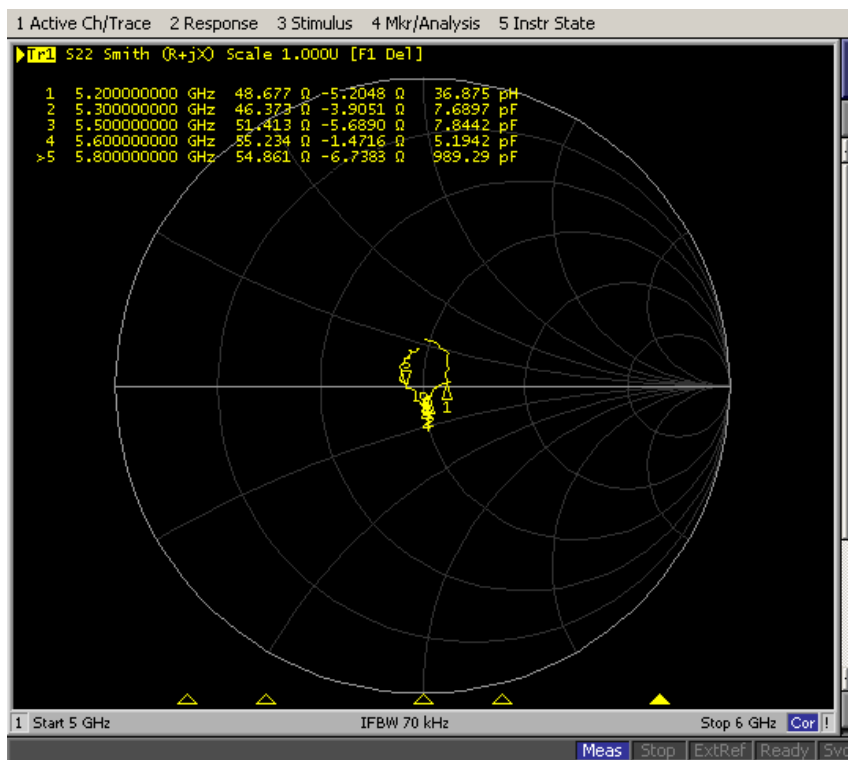 1 Active Ch/Trace 2 Response 3 Stimulus 4 Mkr/Analysis 5 Instr State
Tr1 S22 Smith (R+jX) Scale 1.000U [F1 Del]
1 5.200000000 GHz 48.677 Ω -5.2048 Ω 36.875 pH
2 5.300000000 GHz 46.373 Ω -3.9051 Ω 7.6897 pF
3 5.500000000 GHz 51.413 Ω -5.6890 Ω 7.8442 pF
4 5.600000000 GHz 55.234 Ω -1.4716 Ω 5.1942 pF
>5 5.800000000 GHz 54.861 Ω -6.7383 Ω 989.29 pF
1
1 Start 5 GHz IFBW 70 kHz Stop 6 GHz Cor !
Meas Stop ExtRef Ready Svc